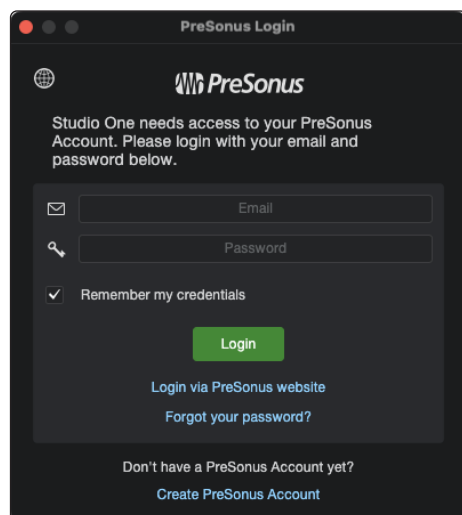 PreSonus Login
PreSonus
Studio One needs access to your PreSonus
Account. Please login with your email and
password below.
Email
Password
Remember my credentials
Login
Login via PreSonus website
Forgot your password?
Don't have a PreSonus Account yet?
Create PreSonus Account